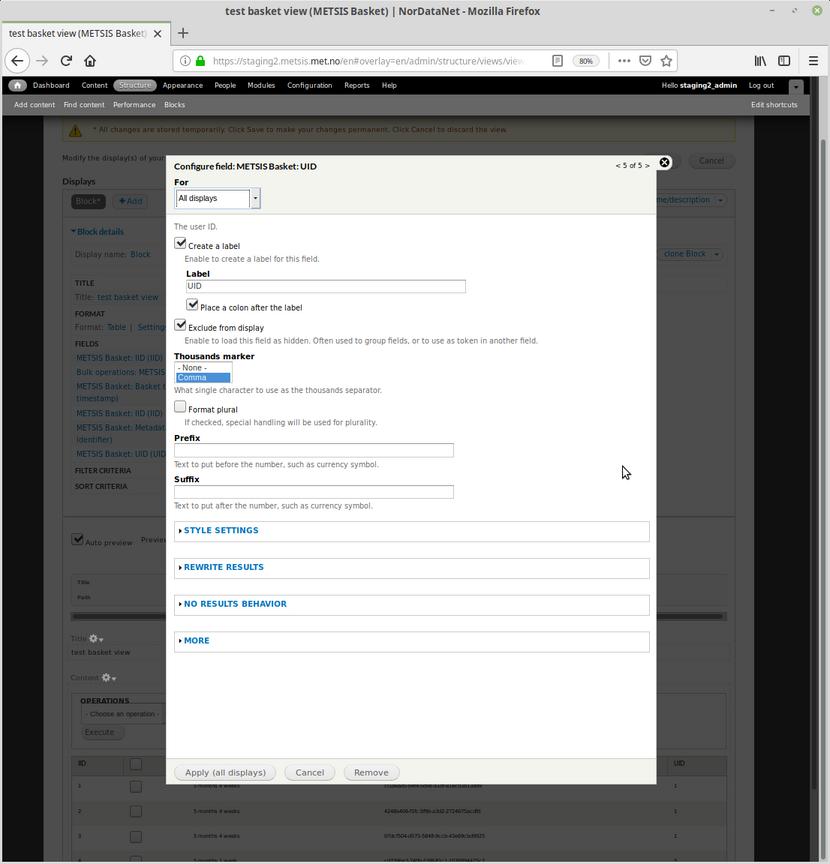 test basket view (METSIS Basket) | NorDataNet - Mozilla Firefox
test basket view (METSIS Basket)
https://staging2.metsis.met.no/en#overlay=en/admin/structure/views/view
80%
Dashboard Content Structure Appearance People Modules Configuration Reports Help Hello staging2_admin Log out
Add content Find content Performance Blocks Edit shortcuts
* All changes are stored temporarily. Click Save to make your changes permanent. Click Cancel to discard the view.
Modify the display(s) of your
Cancel
Displays
Block* Add
me/description
Block details
Display name: Block
clone Block
TITLE
Title: test basket view
FORMAT
Format: Table | Settings
FIELDS
METSIS Basket: IID (IID)
Bulk operations: METSIS
METSIS Basket: Basket t
timestamp)
METSIS Basket: IID (IID)
METSIS Basket: Metadat
identifier)
METSIS Basket: UID (UID
FILTER CRITERIA
SORT CRITERIA
Auto preview Previe
Title
Path
Title
test basket view
Content
OPERATIONS
- Choose an operation -
Execute
Configure field: METSIS Basket: UID
< 5 of 5 >
For
All displays
The user ID.
Create a label
Enable to create a label for this field.
Label
UID
Place a colon after the label
Exclude from display
Enable to load this field as hidden. Often used to group fields, or to use as token in another field.
Thousands marker
- None -
Comma
What single character to use as the thousands separator.
Format plural
If checked, special handling will be used for plurality.
Prefix
Text to put before the number, such as currency symbol.
Suffix
Text to put after the number, such as currency symbol.
STYLE SETTINGS
REWRITE RESULTS
NO RESULTS BEHAVIOR
MORE
Apply (all displays) Cancel Remove
IID UID
1 5 months 4 weeks 1
2 5 months 4 weeks 1
3 5 months 4 weeks 1